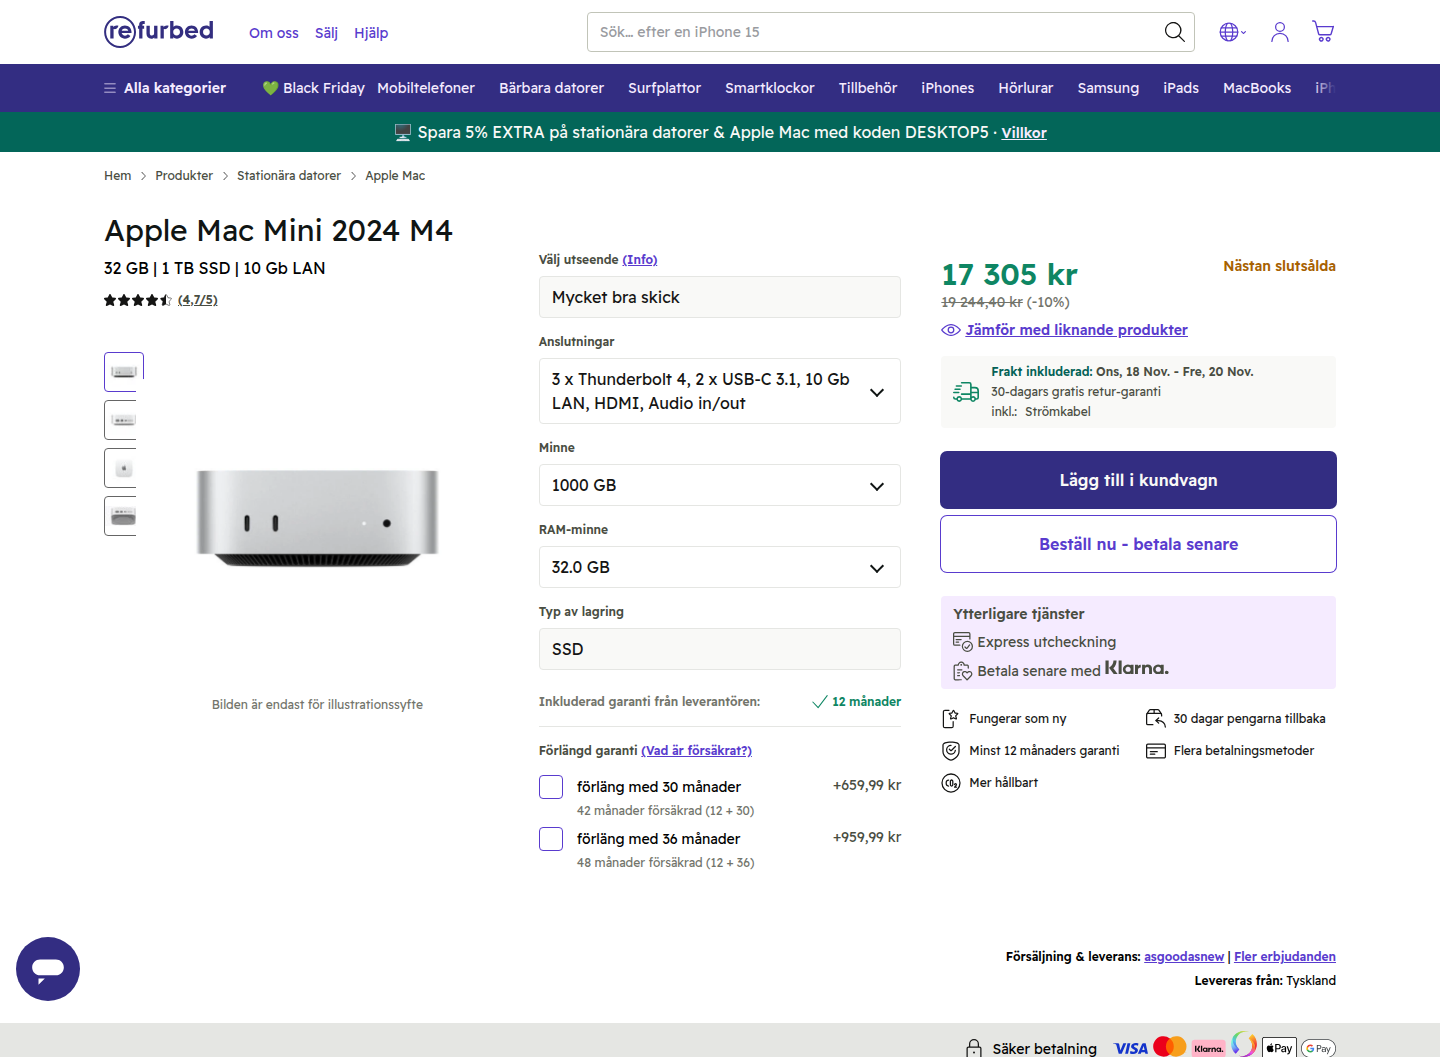 refurbed
Om oss
Sälj
Hjälp
Sök... efter en iPhone 15
Alla kategorier
Black Friday
Mobiltelefoner
Bärbara datorer
Surfplattor
Smartklockor
Tillbehör
iPhones
Hörlurar
Samsung
iPads
MacBooks
Spara 5% EXTRA på stationära datorer & Apple Mac med koden DESKTOP5 · Villkor
Hem
Produkter
Stationära datorer
Apple Mac
Apple Mac Mini 2024 M4
32 GB | 1 TB SSD | 10 Gb LAN
(4,7/5)
Bilden är endast för illustrationssyfte
Välj utseende (Info)
Mycket bra skick
Anslutningar
3 x Thunderbolt 4, 2 x USB-C 3.1, 10 Gb
LAN, HDMI, Audio in/out
Minne
1000 GB
RAM-minne
32.0 GB
Typ av lagring
SSD
Inkluderad garanti från leverantören:
12 månader
Förlängd garanti (Vad är försäkrat?)
förläng med 30 månader
+659,99 kr
42 månader försäkrad (12 + 30)
förläng med 36 månader
+959,99 kr
48 månader försäkrad (12 + 36)
17 305 kr
Nästan slutsålda
19 244,40 kr (-10%)
Jämför med liknande produkter
Frakt inkluderad: Ons, 18 Nov. - Fre, 20 Nov.
30-dagars gratis retur-garanti
inkl.: Strömkabel
Lägg till i kundvagn
Beställ nu - betala senare
Ytterligare tjänster
Express utcheckning
Betala senare med Klarna.
Fungerar som ny
30 dagar pengarna tillbaka
Minst 12 månaders garanti
Flera betalningsmetoder
Mer hållbart
Försäljning & leverans: asgoodasnew | Fler erbjudanden
Levereras från: Tyskland
Säker betalning
VISA
Klarna.
Pay
G Pay